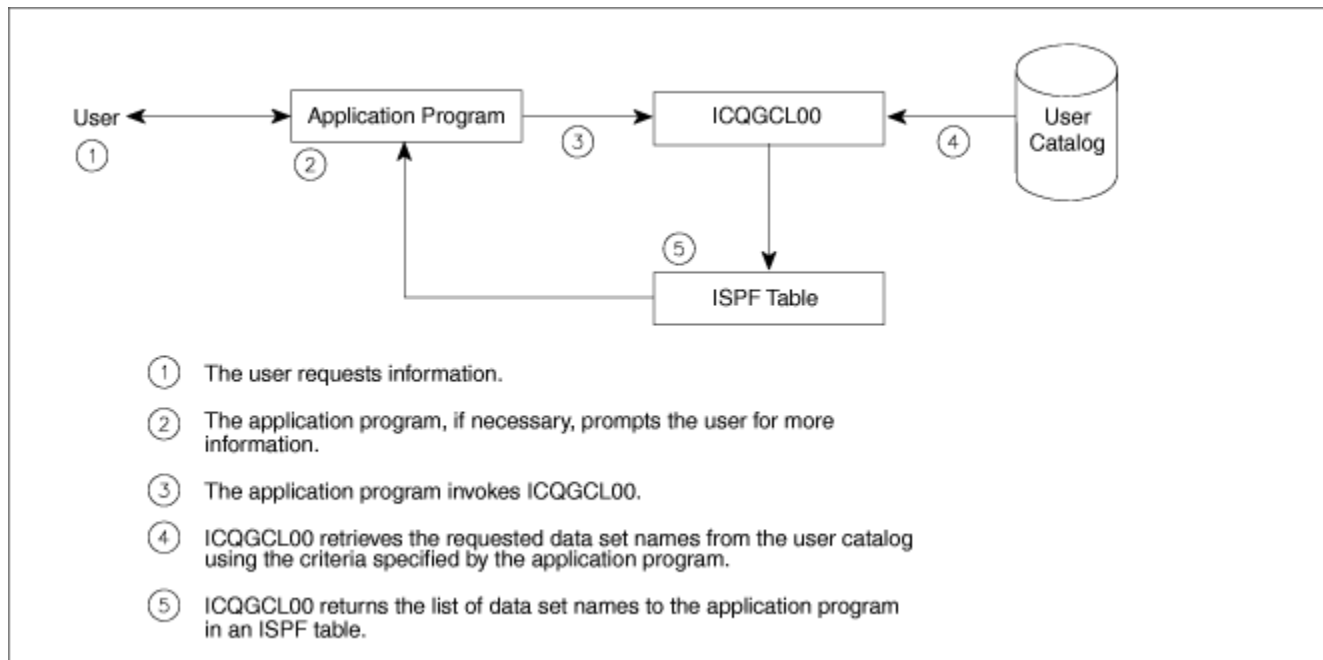 User
1
Application Program
2
3
ICQGCL00
4
User
Catalog
5
ISPF Table
1 The user requests information.
2 The application program, if necessary, prompts the user for more
information.
3 The application program invokes ICQGCL00.
4 ICQGCL00 retrieves the requested data set names from the user catalog
using the criteria specified by the application program.
5 ICQGCL00 returns the list of data set names to the application program
in an ISPF table.